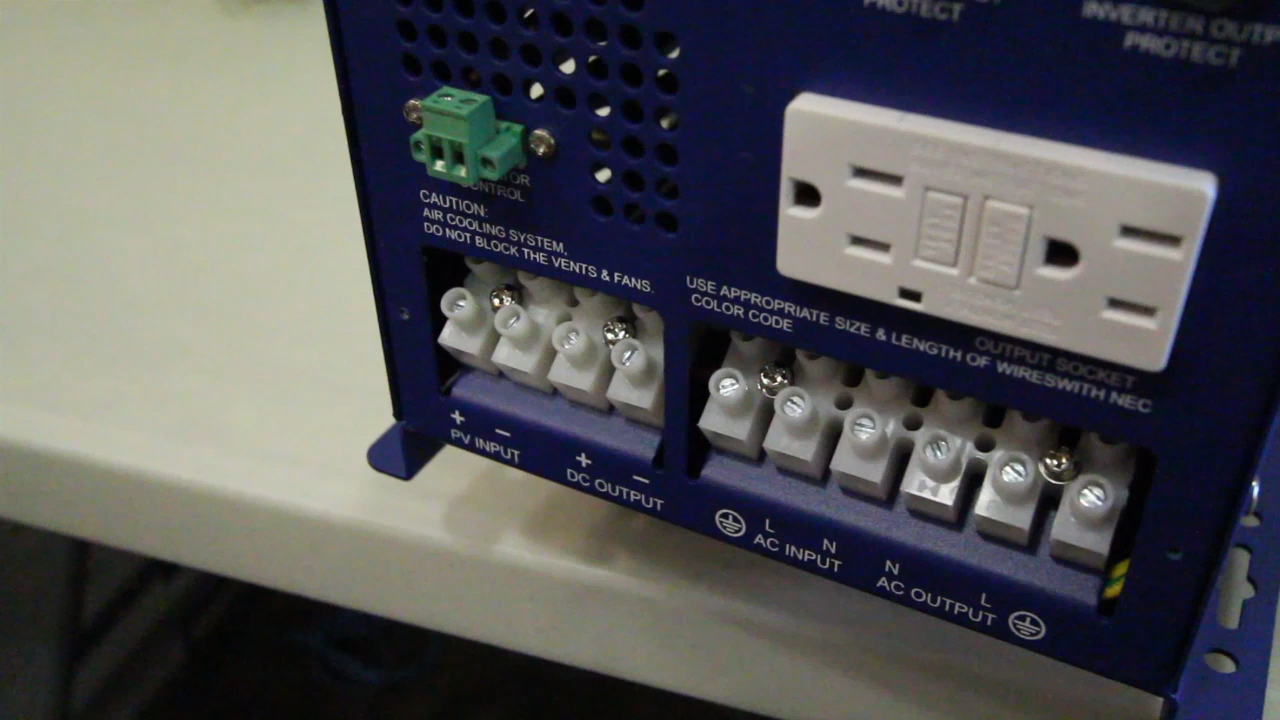 PROTECT
INVERTER OUTP
PROTECT
CONTROL
CAUTION:
AIR COOLING SYSTEM,
DO NOT BLOCK THE VENTS & FANS.
USE APPROPRIATE SIZE & LENGTH OF WIRESWITH NEC
COLOR CODE
OUTPUT SOCKET
+ −
PV INPUT
+ −
DC OUTPUT
L N
AC INPUT
N L
AC OUTPUT